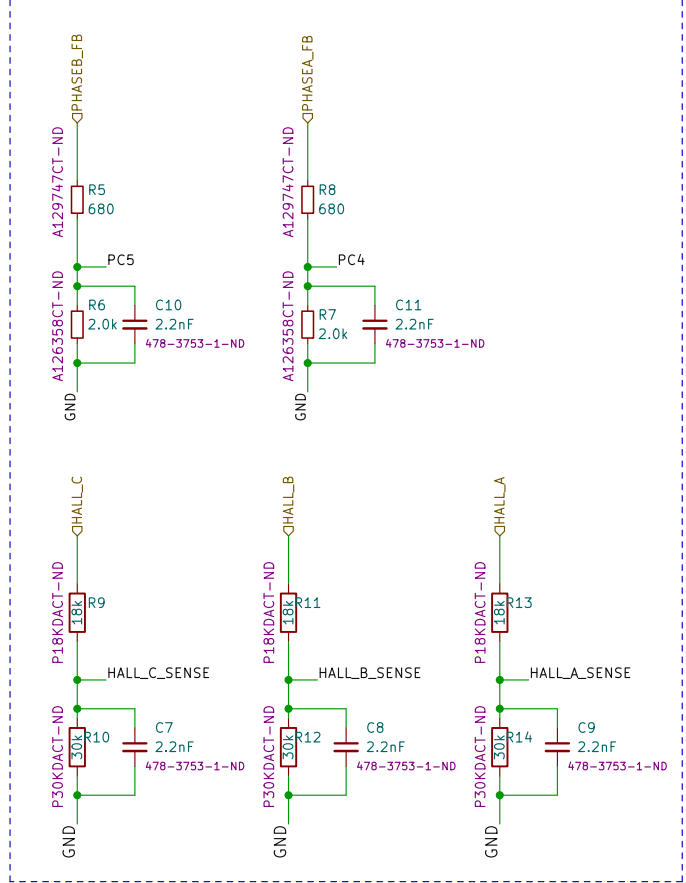 PHASEB_FB
A129747CT-ND
R5
680
PC5
A126358CT-ND
R6
2.0k
C10
2.2nF
478-3753-1-ND
GND
PHASEA_FB
A129747CT-ND
R8
680
PC4
A126358CT-ND
R7
2.0k
C11
2.2nF
478-3753-1-ND
GND
HALL_C
P18KDACT-ND
18k
R9
HALL_C_SENSE
P30KDACT-ND
30k
R10
C7
2.2nF
478-3753-1-ND
GND
HALL_B
P18KDACT-ND
18k
R11
HALL_B_SENSE
P30KDACT-ND
30k
R12
C8
2.2nF
478-3753-1-ND
GND
HALL_A
P18KDACT-ND
18k
R13
HALL_A_SENSE
P30KDACT-ND
30k
R14
C9
2.2nF
478-3753-1-ND
GND